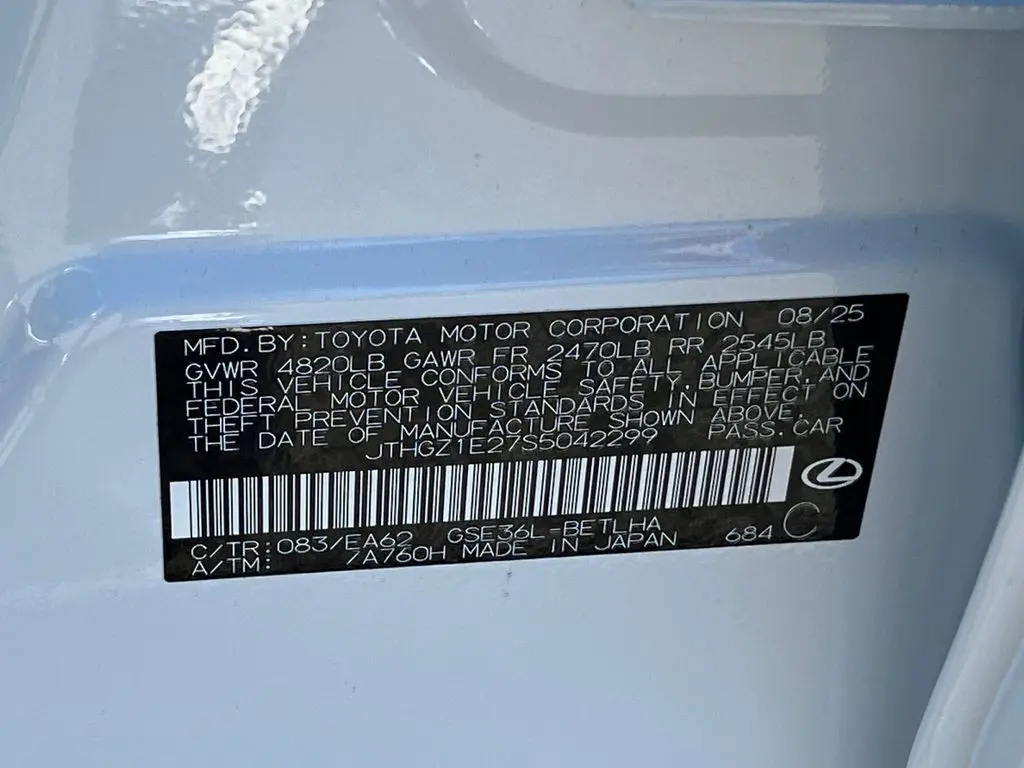 MFD. BY: TOYOTA MOTOR CORPORATION 08/25
GVWR 4820LB GAWR FR 2470LB RR 2545LB
THIS VEHICLE CONFORMS TO ALL APPLICABLE
FEDERAL MOTOR VEHICLE SAFETY, BUMPER, AND
THEFT PREVENTION STANDARDS IN EFFECT ON
THE DATE OF MANUFACTURE SHOWN ABOVE.
JTHGZ1E27S5042299 PASS. CAR
C/TR: 083/EA62 GSE36L-BETLHA 684 C
A/TM: /A760H MADE IN JAPAN